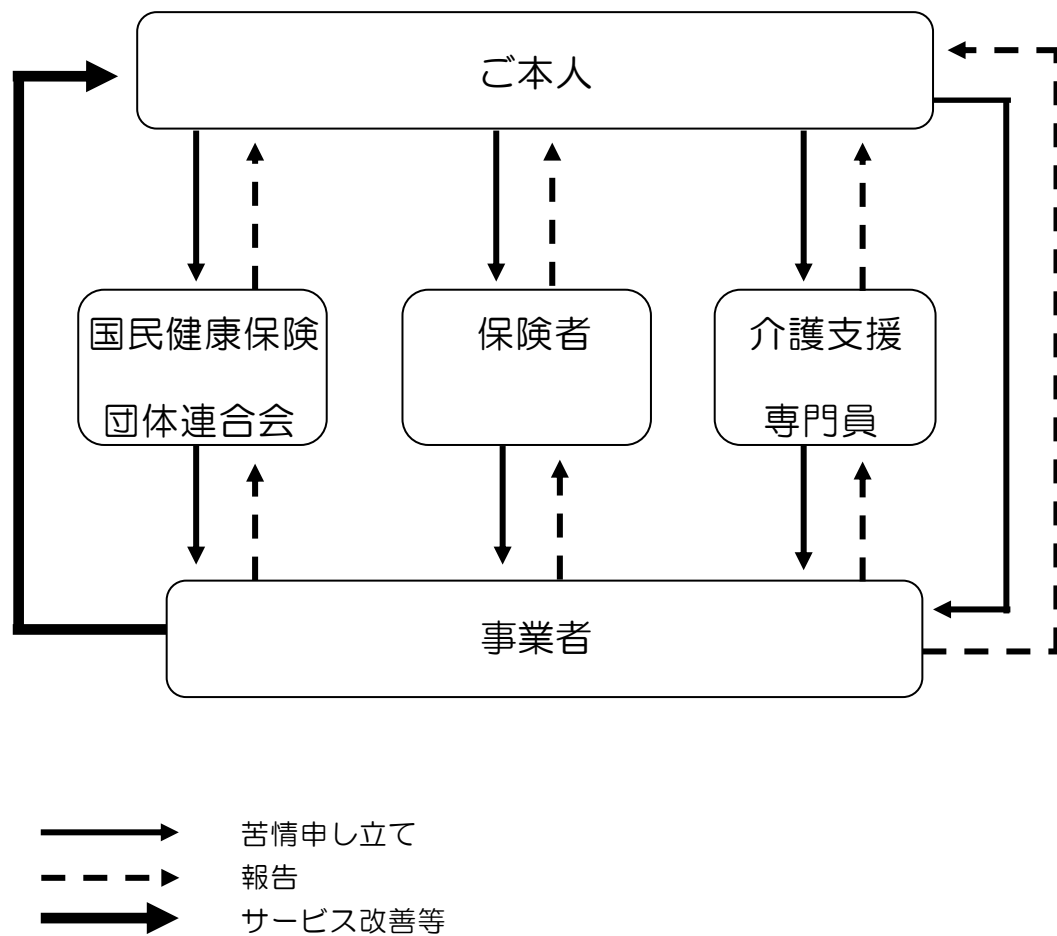 ご本人
国民健康保険
団体連合会
保険者
介護支援
専門員
事業者
苦情申し立て
報告
サービス改善等